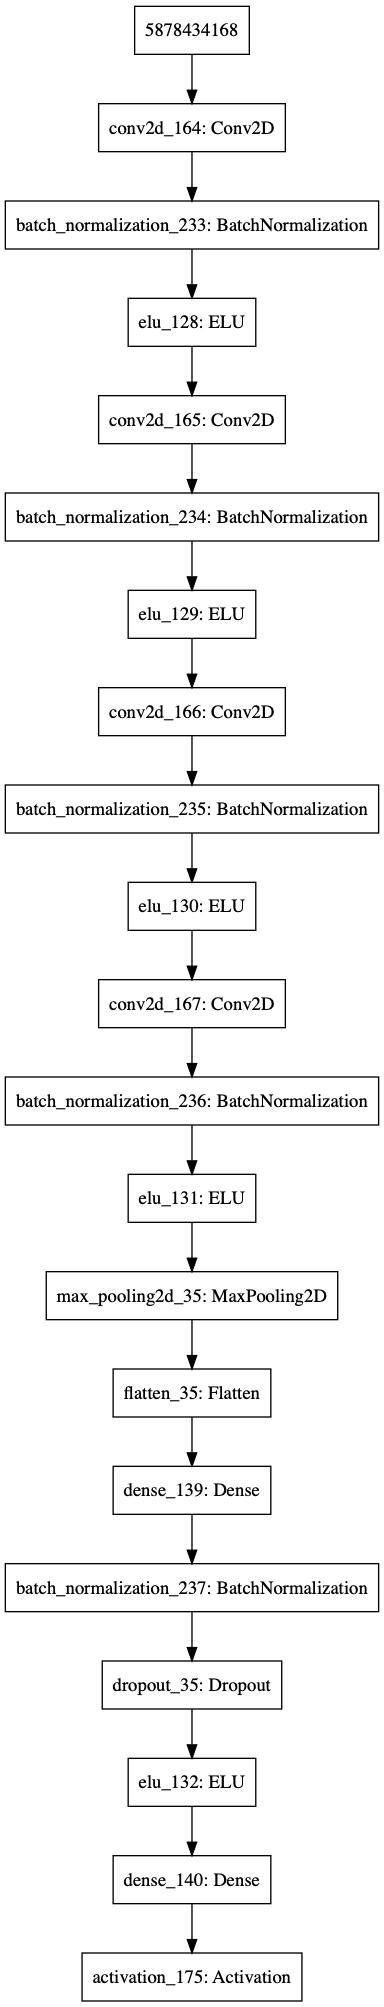 5878434168
conv2d_164: Conv2D
batch_normalization_233: BatchNormalization
elu_128: ELU
conv2d_165: Conv2D
batch_normalization_234: BatchNormalization
elu_129: ELU
conv2d_166: Conv2D
batch_normalization_235: BatchNormalization
elu_130: ELU
conv2d_167: Conv2D
batch_normalization_236: BatchNormalization
elu_131: ELU
max_pooling2d_35: MaxPooling2D
flatten_35: Flatten
dense_139: Dense
batch_normalization_237: BatchNormalization
dropout_35: Dropout
elu_132: ELU
dense_140: Dense
activation_175: Activation